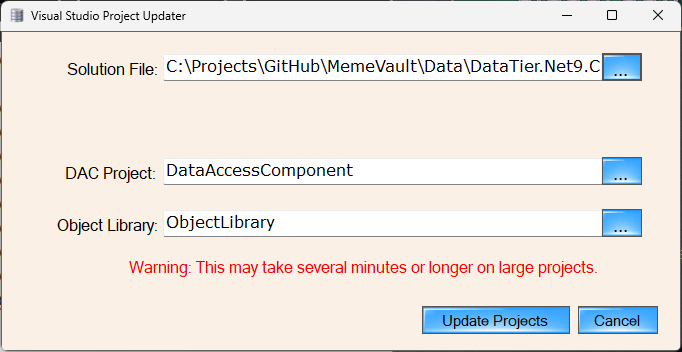 Visual Studio Project Updater
Solution File: C:\Projects\GitHub\MemeVault\Data\DataTier.Net9.C ...
DAC Project: DataAccessComponent ...
Object Library: ObjectLibrary ...
Warning: This may take several minutes or longer on large projects.
Update Projects Cancel